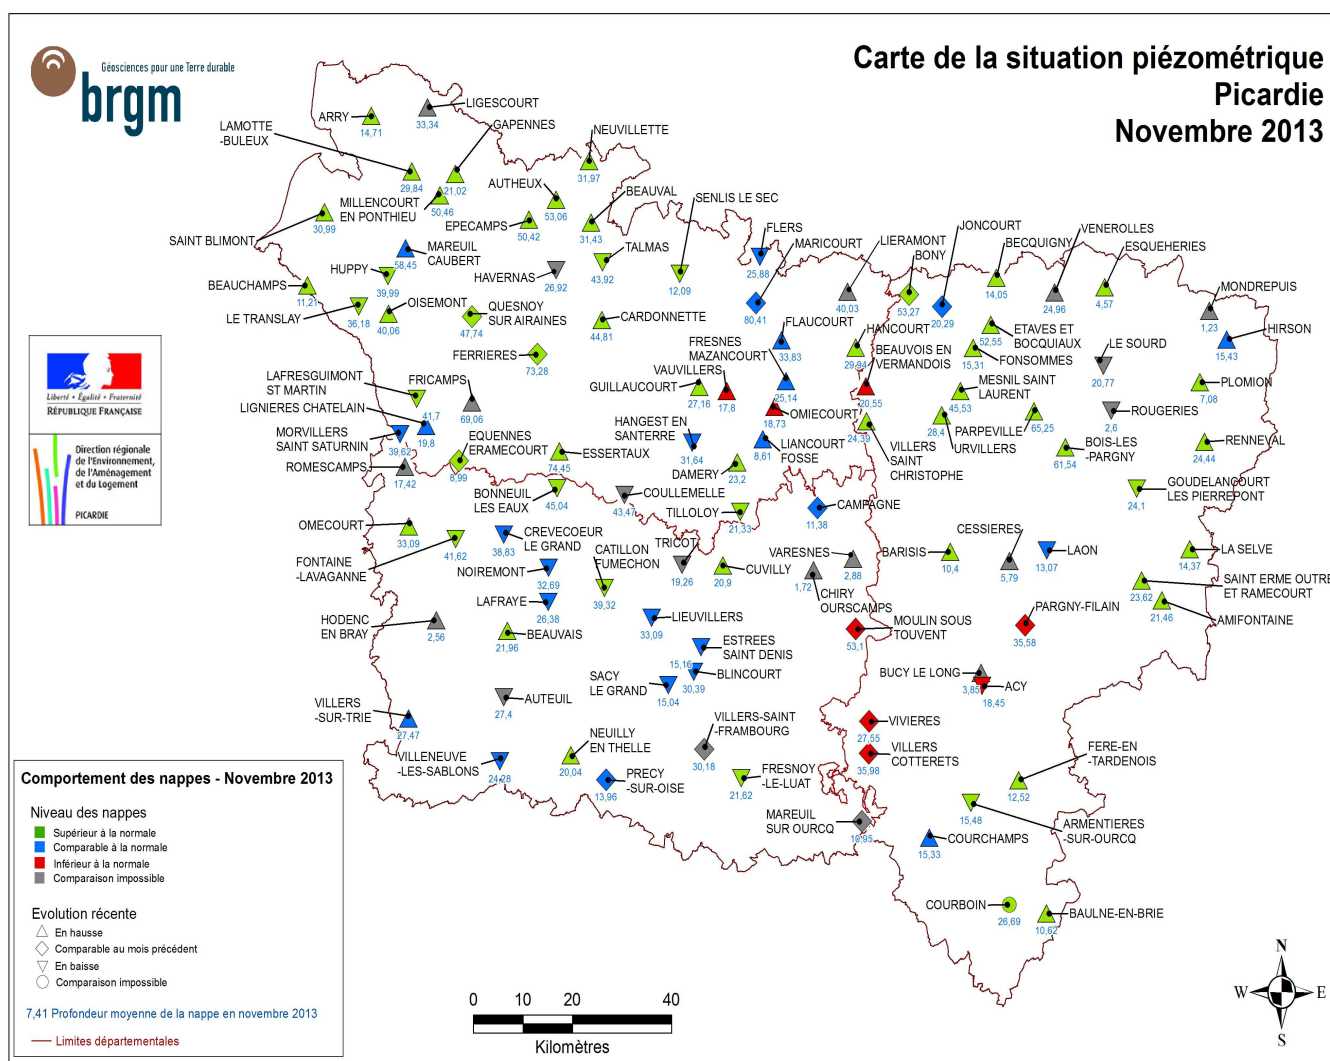 Géosciences pour une Terre durable
brgm
Carte de la situation piézométrique
Picardie
Novembre 2013
LIGESCOURT
33,34
ARRY
14,71
GAPENNES
21,02
LAMOTTE
-BULEUX
29,84
NEUVILLETTE
31,97
AUTHEUX
53,06
MILLENCOURT
EN PONTHIEU
50,46
BEAUVAL
31,43
SENLIS LE SEC
12,09
EPECAMPS
50,42
SAINT BLIMONT
30,99
FLERS
25,88
MARICOURT
80,41
LIERAMONT
40,03
JONCOURT
20,29
BONY
53,27
BECQUIGNY
14,05
VENEROLLES
24,96
ESQUEHERIES
4,57
MAREUIL
CAUBERT
58,45
TALMAS
43,92
HUPPY
39,99
HAVERNAS
26,92
BEAUCHAMPS
11,21
LE TRANSLAY
36,18
OISEMONT
40,06
QUESNOY
SUR AIRAINES
47,74
CARDONNETTE
44,81
MONDREPUIS
1,23
HIRSON
15,43
FLAUCOURT
33,83
HANCOURT
29,94
ETAVES ET
BOCQUIAUX
52,55
FONSOMMES
15,31
LE SOURD
20,77
FERRIERES
73,28
FRESNES
MAZANCOURT
25,14
BEAUVOIS EN
VERMANDOIS
20,55
VAUVILLERS
17,8
GUILLAUCOURT
27,16
MESNIL SAINT
LAURENT
45,53
PLOMION
7,08
LAFRESGUIMONT
ST MARTIN
41,7
FRICAMPS
69,06
LIGNIERES CHATELAIN
19,8
OMIECOURT
18,73
ROUGERIES
2,6
PARPEVILLE
65,25
URVILLERS
28,4
HANGEST EN
SANTERRE
31,64
LIANCOURT
FOSSE
8,61
VILLERS
SAINT
CHRISTOPHE
24,39
BOIS-LES
-PARGNY
61,54
RENNEVAL
24,44
MORVILLERS
SAINT SATURNIN
39,62
EQUENNES
ERAMECOURT
8,99
ESSERTAUX
74,45
ROMESCAMPS
17,42
DAMERY
23,2
BONNEUIL
LES EAUX
45,04
COULLEMELLE
43,47
GOUDELANCOURT
LES PIERREPONT
24,1
TILLOLOY
21,33
CAMPAGNE
11,38
OMECOURT
33,09
FONTAINE
-LAVAGANNE
41,62
CREVECOEUR
LE GRAND
38,83
CATILLON
FUMECHON
39,32
TRICOT
19,26
CESSIERES
5,79
NOIREMONT
32,69
CUVILLY
20,9
VARESNES
2,88
BARISIS
10,4
LAON
13,07
LA SELVE
14,37
CHIRY
OURSCAMPS
1,72
SAINT ERME OUTRE
ET RAMECOURT
23,62
LAFRAYE
26,38
LIEUVILLERS
33,09
AMIFONTAINE
21,46
HODENC
EN BRAY
2,56
BEAUVAIS
21,96
PARGNY-FILAIN
35,58
MOULIN SOUS
TOUVENT
53,1
ESTREES
SAINT DENIS
15,16
BLINCOURT
30,39
SACY
LE GRAND
15,04
BUCY LE LONG
3,85
ACY
18,45
AUTEUIL
27,4
VILLERS
-SUR-TRIE
27,47
VILLERS-SAINT
-FRAMBOURG
30,18
VIVIERES
27,55
VILLERS
COTTERETS
35,98
VILLENEUVE
-LES-SABLONS
24,28
NEUILLY
EN THELLE
20,04
PRECY
-SUR-OISE
13,96
FRESNOY
-LE-LUAT
21,62
FERE-EN
-TARDENOIS
12,52
ARMENTIERES
-SUR-OURCQ
15,48
MAREUIL
SUR OURCQ
10,95
COURCHAMPS
15,33
COURBOIN
26,69
BAULNE-EN-BRIE
10,62
Liberté • Égalité • Fraternité
RÉPUBLIQUE FRANÇAISE
Direction régionale
de l'Environnement,
de l'Aménagement
et du Logement
PICARDIE
Comportement des nappes - Novembre 2013
Niveau des nappes
Supérieur à la normale
Comparable à la normale
Inférieur à la normale
Comparaison impossible
Evolution récente
En hausse
Comparable au mois précédent
En baisse
Comparaison impossible
7,41 Profondeur moyenne de la nappe en novembre 2013
Limites départementales
0 10 20 40
Kilomètres
N
W E
S